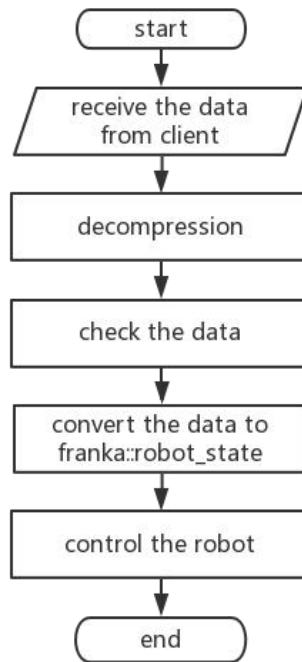 start
receive the data
from client
decompression
check the data
convert the data to
franka::robot_state
control the robot
end